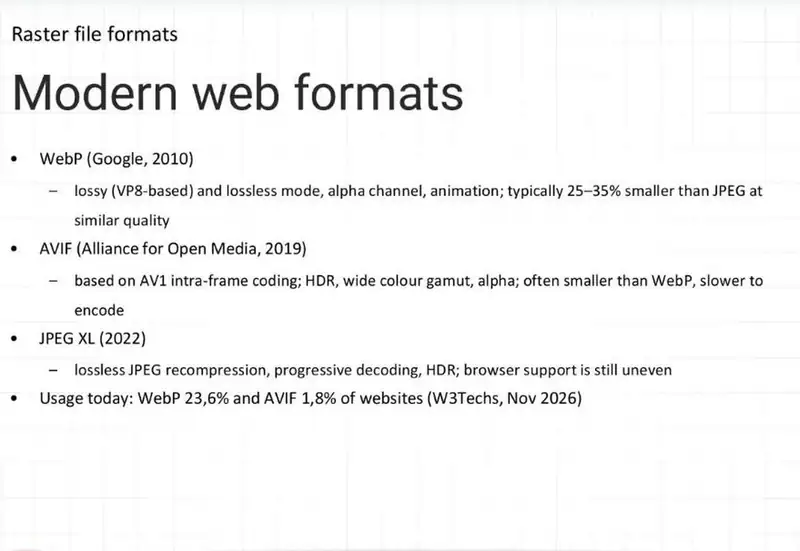 Raster file formats
Modern web formats
• WebP (Google, 2010)
– lossy (VP8-based) and lossless mode, alpha channel, animation; typically 25–35% smaller than JPEG at
similar quality
• AVIF (Alliance for Open Media, 2019)
– based on AV1 intra-frame coding; HDR, wide colour gamut, alpha; often smaller than WebP, slower to
encode
• JPEG XL (2022)
– lossless JPEG recompression, progressive decoding, HDR; browser support is still uneven
• Usage today: WebP 23,6% and AVIF 1,8% of websites (W3Techs, Nov 2026)